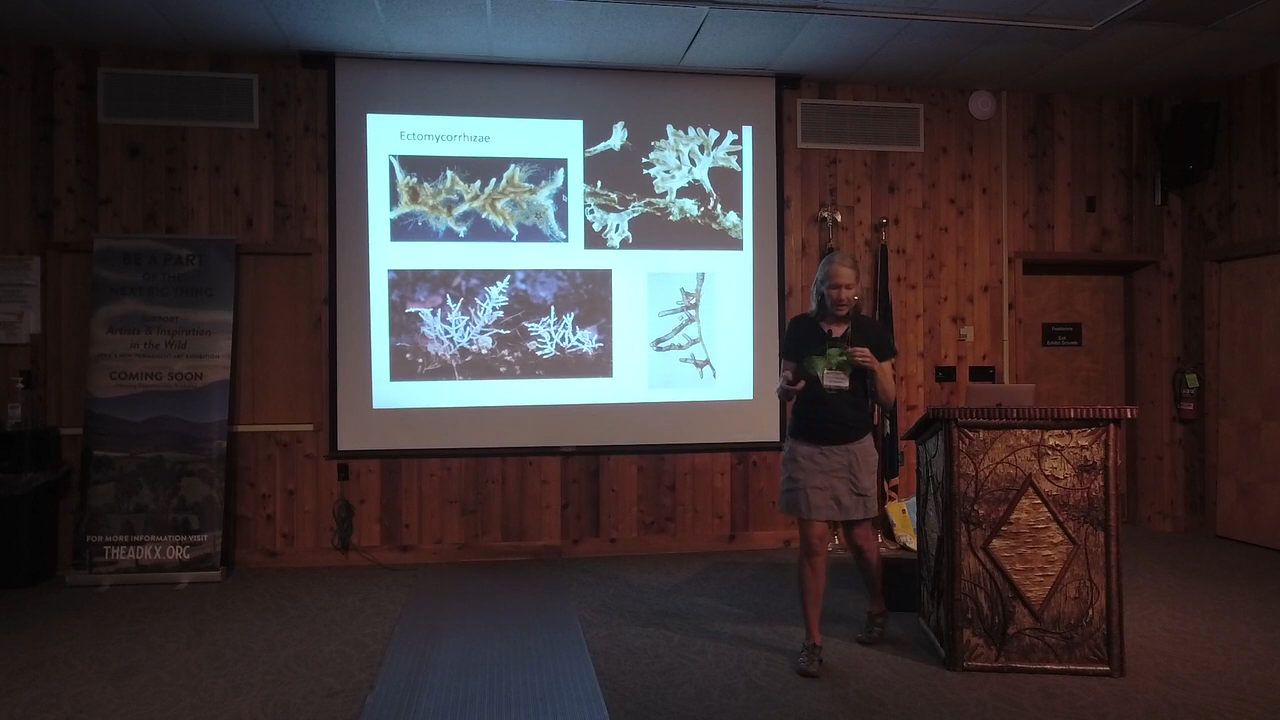 Ectomycorrhizae
BE A PART
OF THE
NEXT BIG THING
Artists & Inspiration
in the Wild
COMING SOON
FOR MORE INFORMATION VISIT
THEADKX.ORG